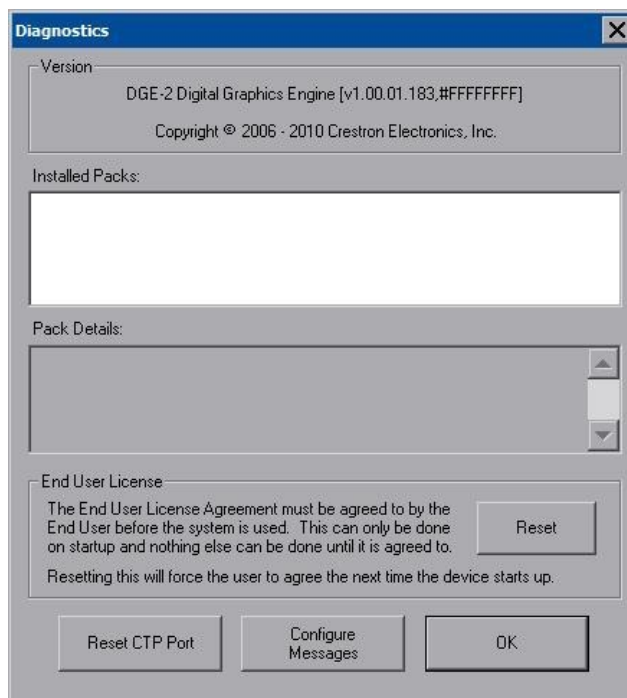 Diagnostics
Version
DGE-2 Digital Graphics Engine [v1.00.01.183,#FFFFFFFF]
Copyright © 2006 - 2010 Crestron Electronics, Inc.
Installed Packs:
Pack Details:
End User License
The End User License Agreement must be agreed to by the
End User before the system is used. This can only be done
on startup and nothing else can be done until it is agreed to.
Reset
Resetting this will force the user to agree the next time the device starts up.
Reset CTP Port
Configure
Messages
OK